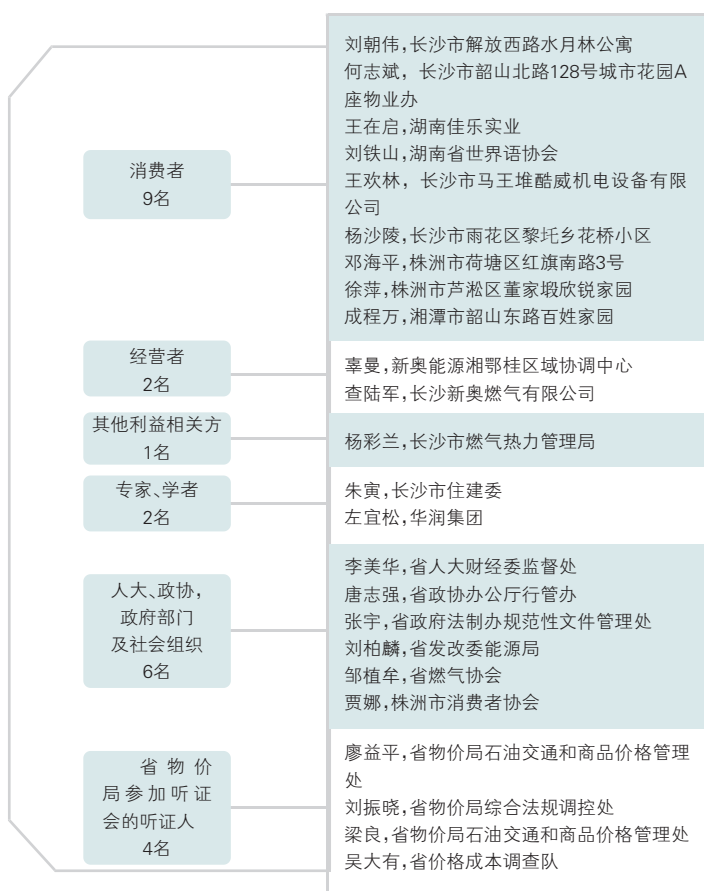 消费者
9名
刘朝伟,长沙市解放西路水月林公寓
何志斌，长沙市韶山北路128号城市花园A
座物业办
王在启,湖南佳乐实业
刘铁山,湖南省世界语协会
王欢林，长沙市马王堆酷威机电设备有限
公司
杨沙陵,长沙市雨花区黎圫乡花桥小区
邓海平,株洲市荷塘区红旗南路3号
徐萍,株洲市芦淞区董家塅欣锐家园
成程万,湘潭市韶山东路百姓家园
经营者
2名
辜曼,新奥能源湘鄂桂区域协调中心
查陆军,长沙新奥燃气有限公司
其他利益相关方
1名
杨彩兰,长沙市燃气热力管理局
专家、学者
2名
朱寅,长沙市住建委
左宜松,华润集团
人大、政协，
政府部门
及社会组织
6名
李美华,省人大财经委监督处
唐志强,省政协办公厅行管办
张宇,省政府法制办规范性文件管理处
刘柏麟,省发改委能源局
邹植牟,省燃气协会
贾娜,株洲市消费者协会
省物价
局参加听证
会的听证人
4名
廖益平,省物价局石油交通和商品价格管理
处
刘振晓,省物价局综合法规调控处
梁良,省物价局石油交通和商品价格管理处
吴大有,省价格成本调查队